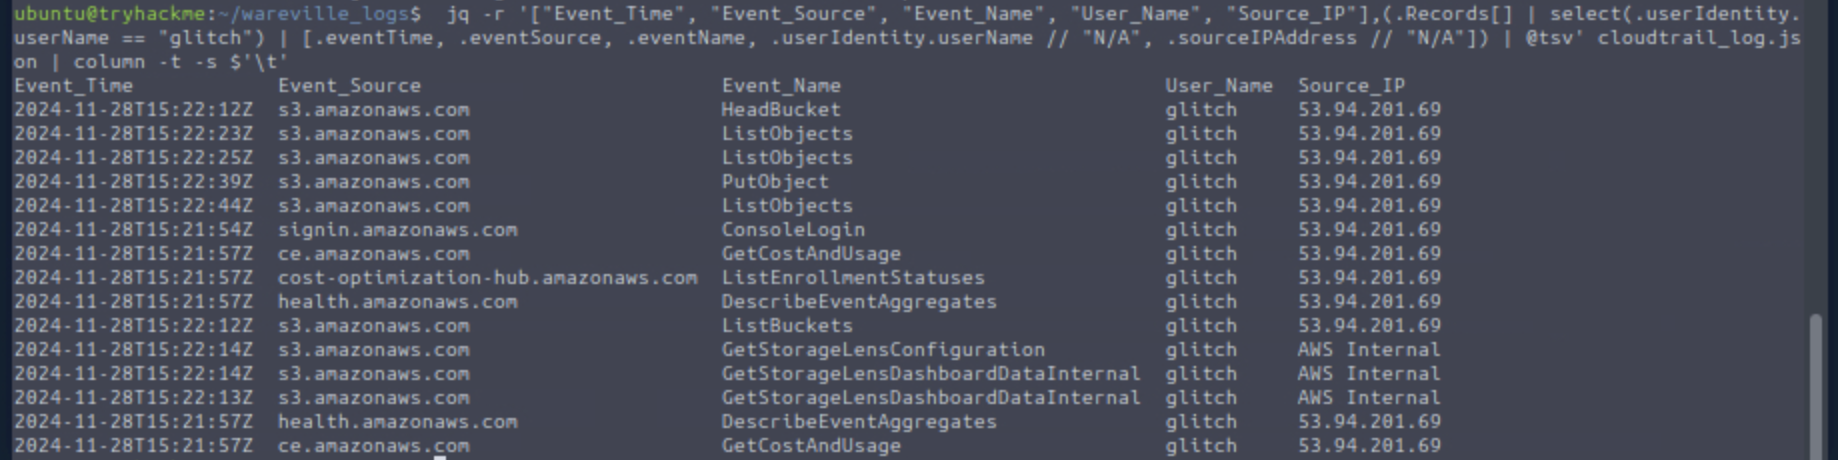 ubuntu@tryhackme:~/wareville_logs$  jq -r '["Event_Time", "Event_Source", "Event_Name", "User_Name", "Source_IP"],(.Records[] | select(.userIdentity.
userName == "glitch") | [.eventTime, .eventSource, .eventName, .userIdentity.userName // "N/A", .sourceIPAddress // "N/A"]) | @tsv' cloudtrail_log.js
on | column -t -s $'\t'
Event_Time            Event_Source                         Event_Name                           User_Name  Source_IP
2024-11-28T15:22:12Z  s3.amazonaws.com                     HeadBucket                           glitch     53.94.201.69
2024-11-28T15:22:23Z  s3.amazonaws.com                     ListObjects                          glitch     53.94.201.69
2024-11-28T15:22:25Z  s3.amazonaws.com                     ListObjects                          glitch     53.94.201.69
2024-11-28T15:22:39Z  s3.amazonaws.com                     PutObject                            glitch     53.94.201.69
2024-11-28T15:22:44Z  s3.amazonaws.com                     ListObjects                          glitch     53.94.201.69
2024-11-28T15:21:54Z  signin.amazonaws.com                 ConsoleLogin                         glitch     53.94.201.69
2024-11-28T15:21:57Z  ce.amazonaws.com                     GetCostAndUsage                      glitch     53.94.201.69
2024-11-28T15:21:57Z  cost-optimization-hub.amazonaws.com  ListEnrollmentStatuses               glitch     53.94.201.69
2024-11-28T15:21:57Z  health.amazonaws.com                 DescribeEventAggregates              glitch     53.94.201.69
2024-11-28T15:22:12Z  s3.amazonaws.com                     ListBuckets                          glitch     53.94.201.69
2024-11-28T15:22:14Z  s3.amazonaws.com                     GetStorageLensConfiguration          glitch     AWS Internal
2024-11-28T15:22:14Z  s3.amazonaws.com                     GetStorageLensDashboardDataInternal  glitch     AWS Internal
2024-11-28T15:22:13Z  s3.amazonaws.com                     GetStorageLensDashboardDataInternal  glitch     AWS Internal
2024-11-28T15:21:57Z  health.amazonaws.com                 DescribeEventAggregates              glitch     53.94.201.69
2024-11-28T15:21:57Z  ce.amazonaws.com                     GetCostAndUsage                      glitch     53.94.201.69